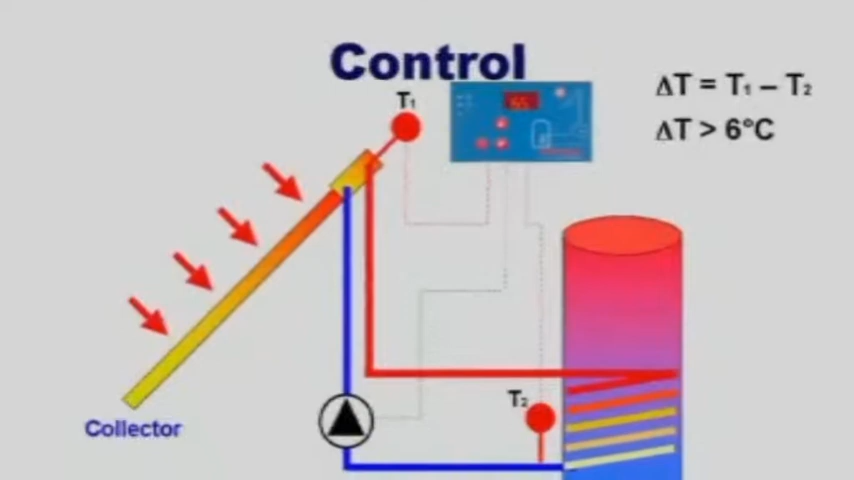 Control
T₁
ΔT = T₁ – T₂
ΔT > 6°C
T₂
Collector